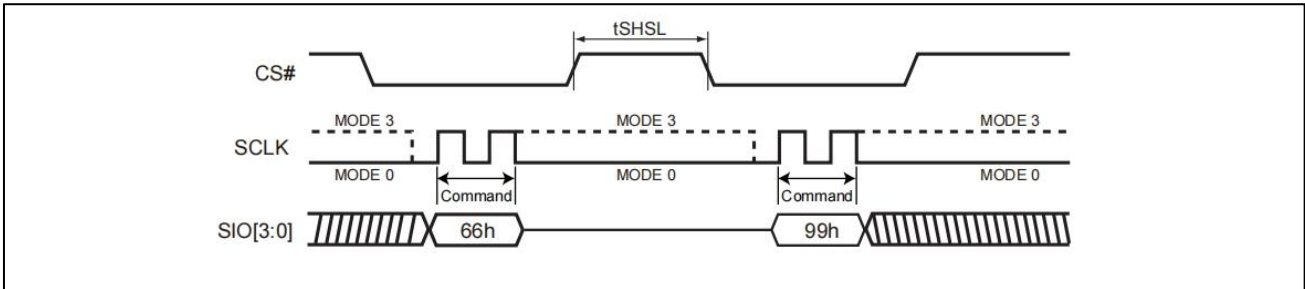 tSHSL
CS#
MODE 3 MODE 3 MODE 3
SCLK
MODE 0 MODE 0 MODE 0
Command Command
SIO[3:0] 66h 99h